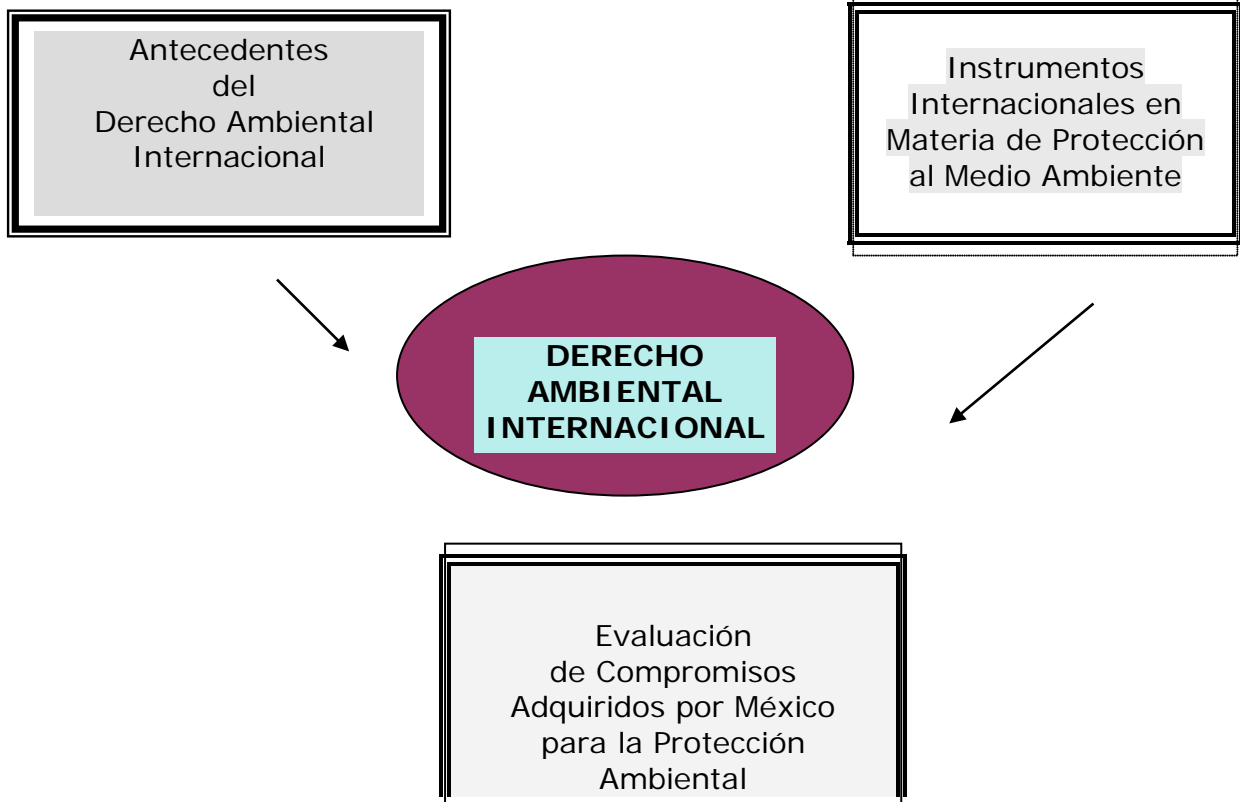 Antecedentes
del
Derecho Ambiental
Internacional
Instrumentos
Internacionales en
Materia de Protección
al Medio Ambiente
DERECHO
AMBIENTAL
INTERNACIONAL
Evaluación
de Compromisos
Adquiridos por México
para la Protección
Ambiental